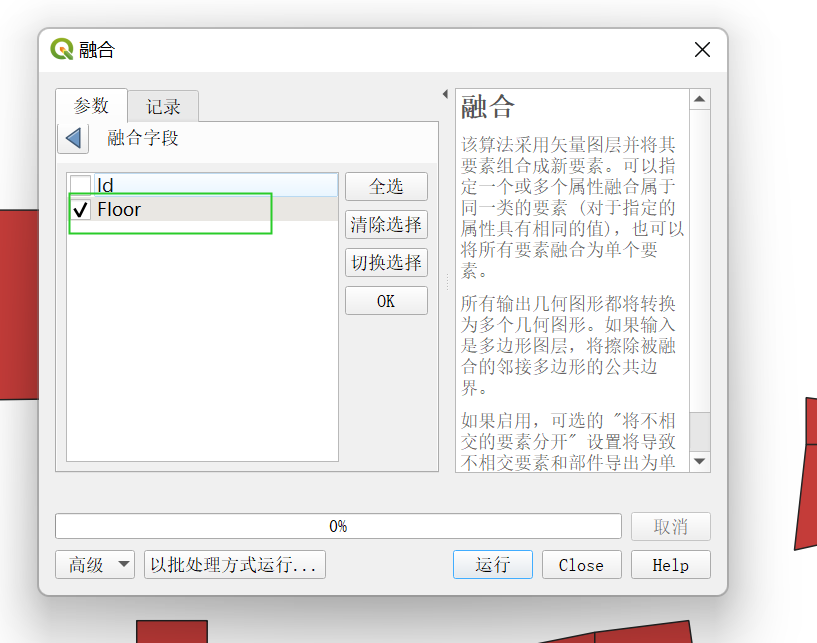 融合
参数
记录
融合字段
Id
Floor
全选
清除选择
切换选择
OK
融合
该算法采用矢量图层并将其
要素组合成新要素。可以指
定一个或多个属性融合属于
同一类的要素 (对于指定的
属性具有相同的值), 也可以
将所有要素融合为单个要
素。
所有输出几何图形都将转换
为多个几何图形。如果输入
是多边形图层，将擦除被融
合的邻接多边形的公共边
界。
如果启用，可选的 "将不相
交的要素分开" 设置将导致
不相交要素和部件导出为单
0%
取消
高级
以批处理方式运行...
运行
Close
Help